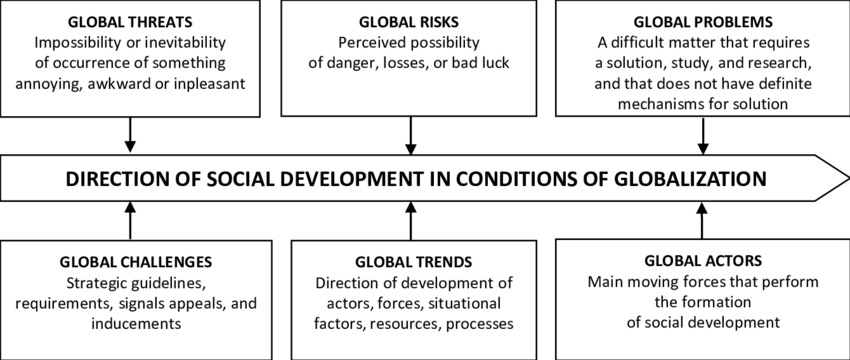 GLOBAL THREATS
Impossibility or inevitability
of occurrence of something
annoying, awkward or inpleasant
GLOBAL RISKS
Perceived possibility
of danger, losses, or bad luck
GLOBAL PROBLEMS
A difficult matter that requires
a solution, study, and research,
and that does not have definite
mechanisms for solution
DIRECTION OF SOCIAL DEVELOPMENT IN CONDITIONS OF GLOBALIZATION
GLOBAL CHALLENGES
Strategic guidelines,
requirements, signals appeals, and
inducements
GLOBAL TRENDS
Direction of development of
actors, forces, situational
factors, resources, processes
GLOBAL ACTORS
Main moving forces that perform
the formation
of social development